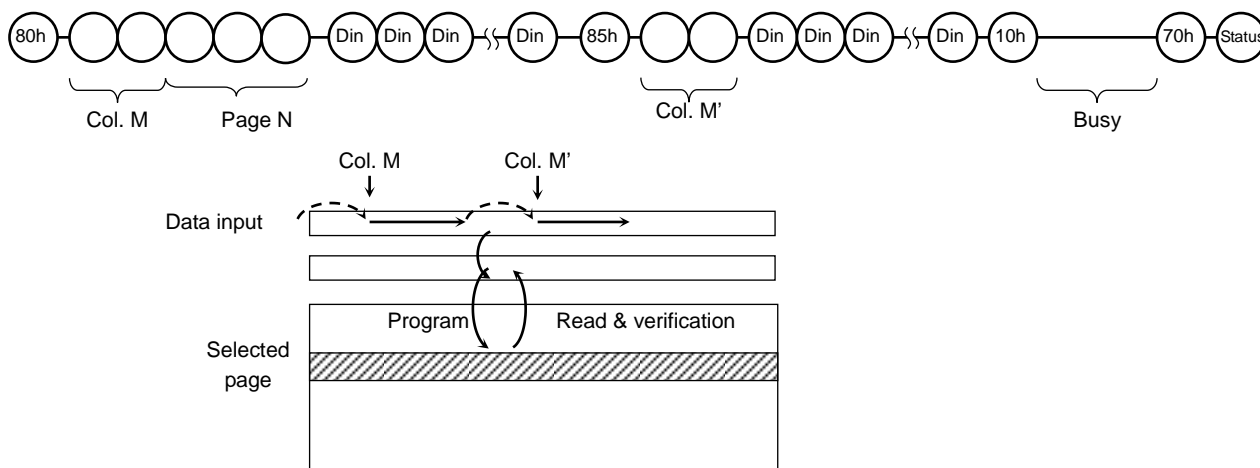 80h Din Din Din Din 85h Din Din Din Din 10h 70h Status
Col. M Page N Col. M’ Busy
Col. M Col. M’
Data input
Program Read & verification
Selected
page